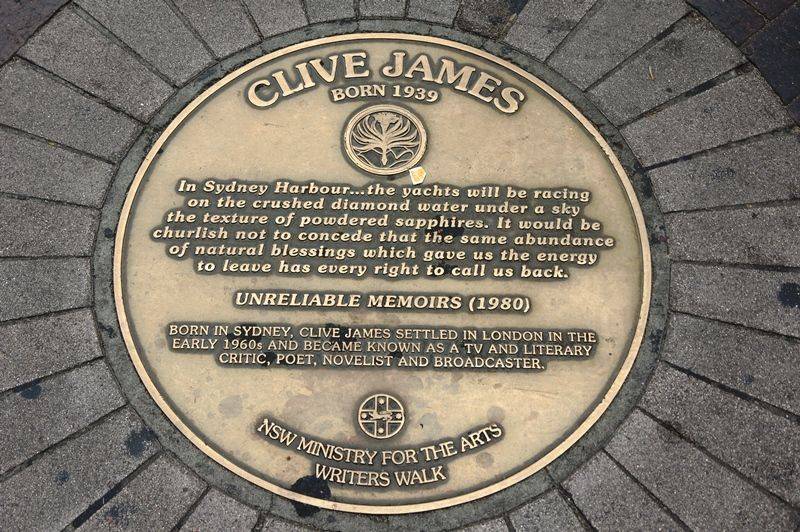 CLIVE JAMES
BORN 1939
In Sydney Harbour...the yachts will be racing
on the crushed diamond water under a sky
the texture of powdered sapphires. It would be
churlish not to concede that the same abundance
of natural blessings which gave us the energy
to leave has every right to call us back.
UNRELIABLE MEMOIRS (1980)
BORN IN SYDNEY, CLIVE JAMES SETTLED IN LONDON IN THE
EARLY 1960s AND BECAME KNOWN AS A TV AND LITERARY
CRITIC, POET, NOVELIST AND BROADCASTER.
NSW MINISTRY FOR THE ARTS
WRITERS WALK